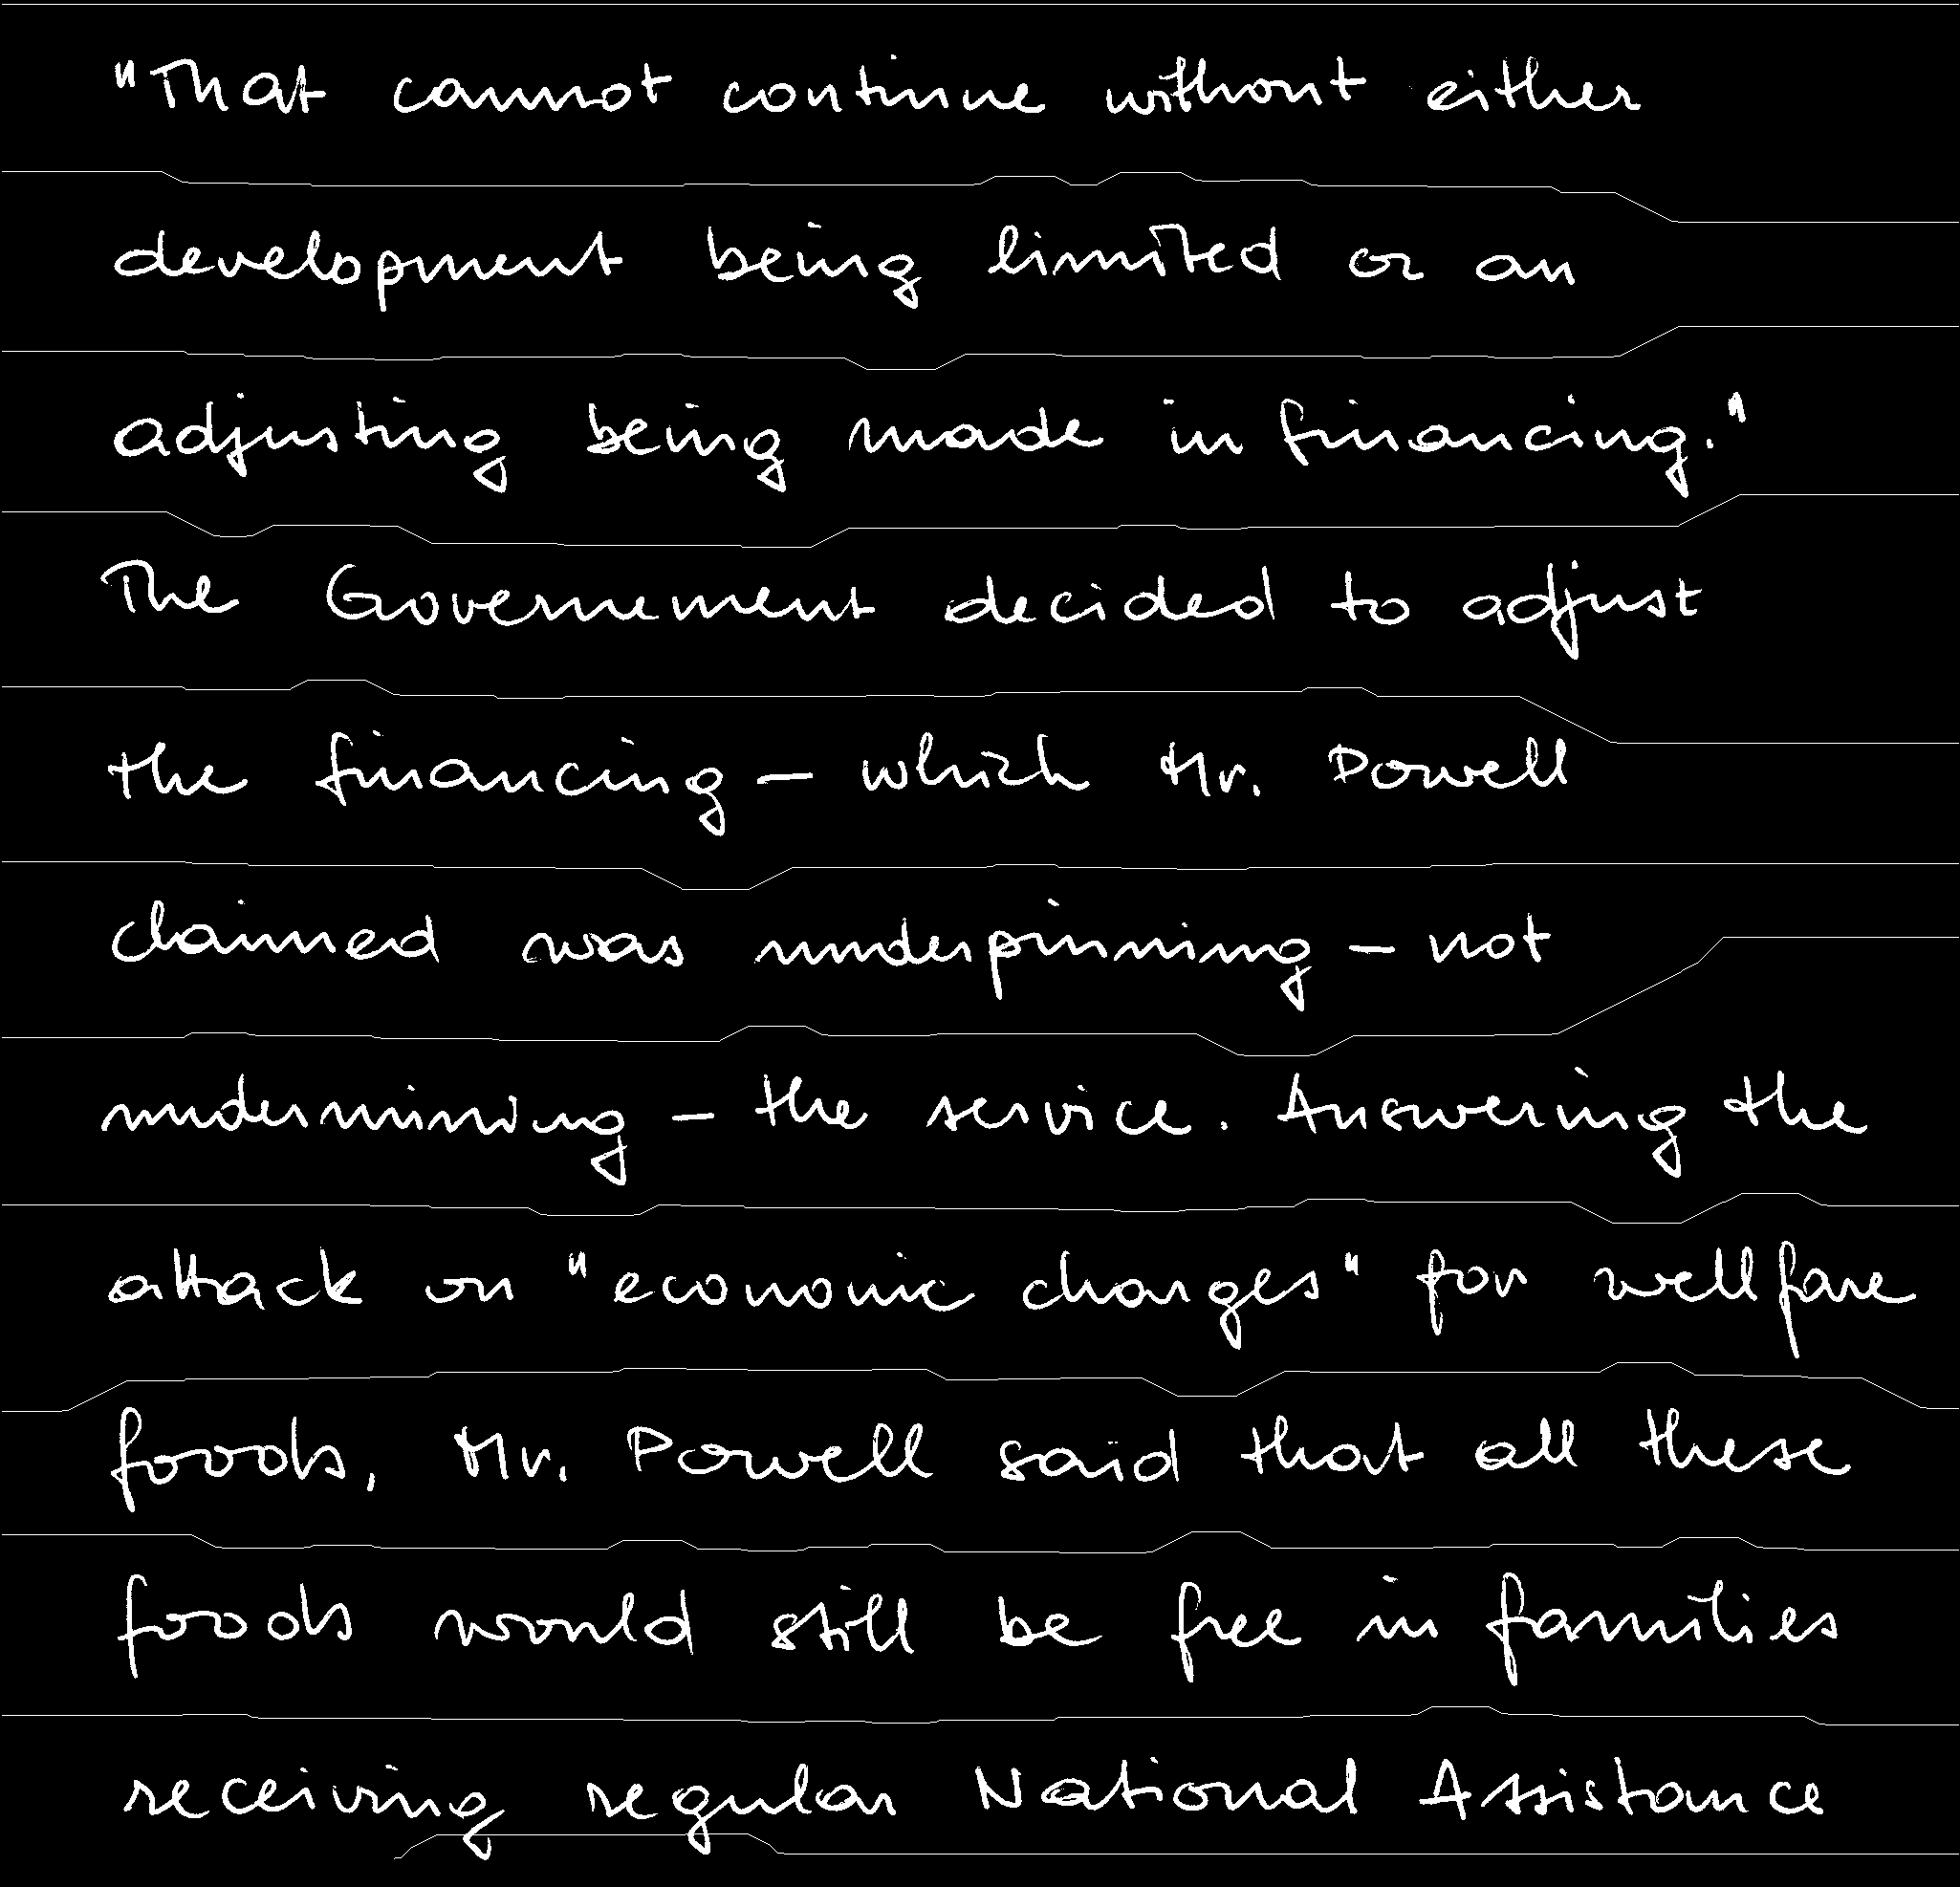 "That cannot continue without either
development being limited or an
adjusting being made in financing."
The Governement decided to adjust
the financing - which Mr. Powell
claimed was underpinning - not
undermining - the service. Answering the
attack on "economic charges" for wellfare
foods, Mr. Powell said that all these
foods would still be free in families
receiving regular National Assistance